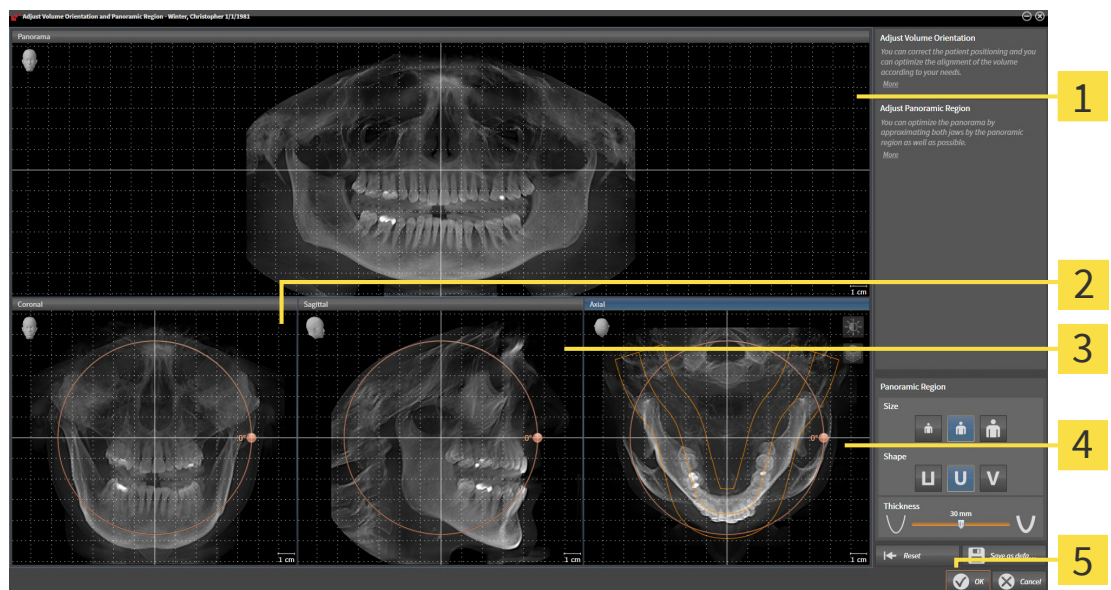 Adjust Volume Orientation and Panoramic Region - Winter, Christopher 1/1/1981
Panorama
1 cm
Adjust Volume Orientation
You can correct the patient positioning and you
can optimize the alignment of the volume
according to your needs.
More
Adjust Panoramic Region
You can optimize the panorama by
approximating both jaws by the panoramic
region as well as possible.
More
1
2
3
4
5
Coronal
.0°
1 cm
Sagittal
.0°
1 cm
Axial
.0°
1 cm
Panoramic Region
Size
Shape
U
V
Thickness
30 mm
Reset
Save as defa...
OK
Cancel